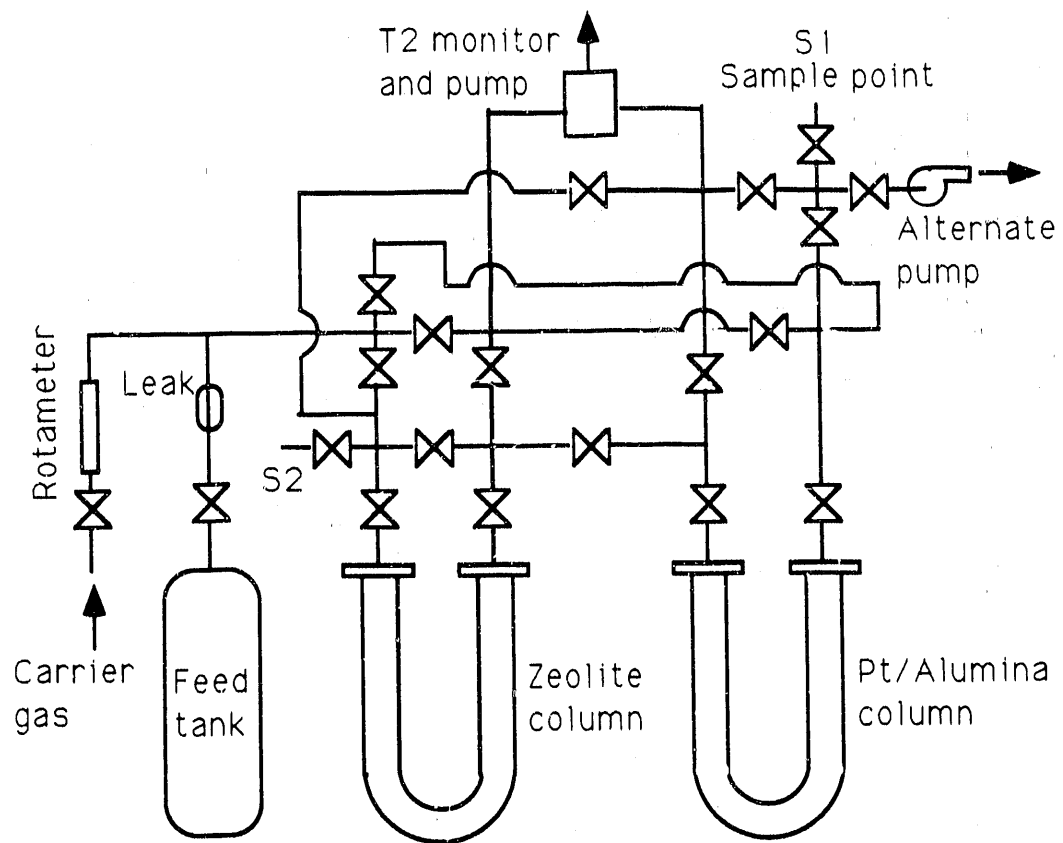 T2 monitor
and pump
S1
Sample point
Alternate
pump
Rotameter
Leak
S2
Carrier
gas
Feed
tank
Zeolite
column
Pt/Alumina
column